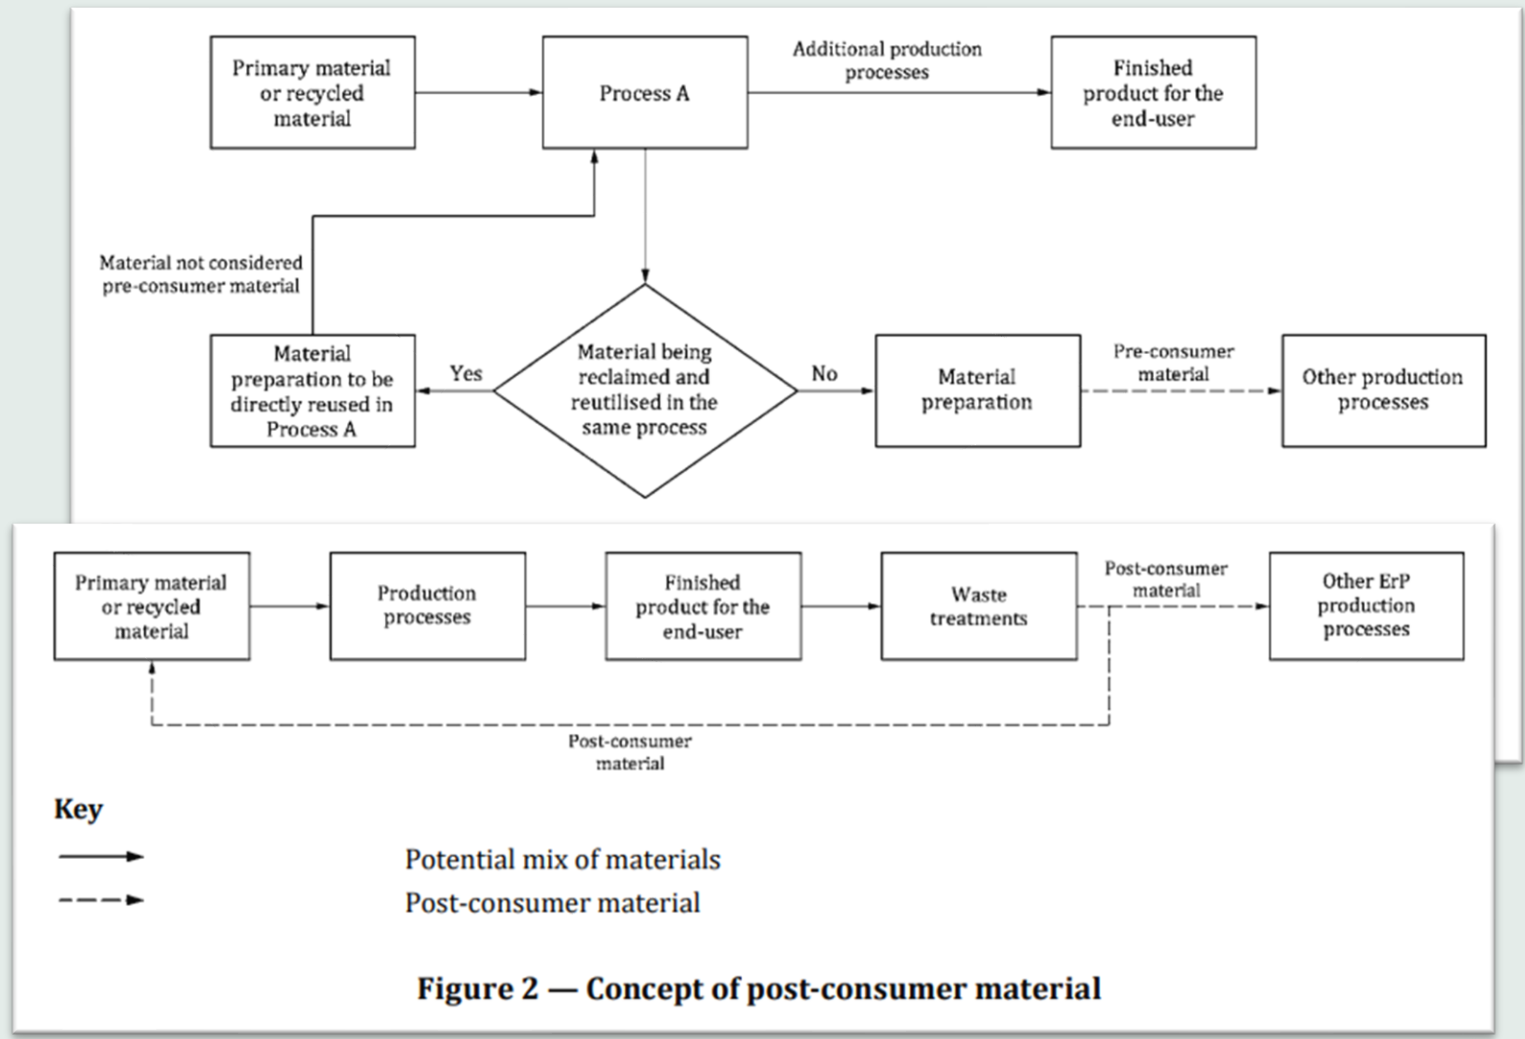 Primary material
or recycled
material
Process A
Additional production
processes
Finished
product for the
end-user
Material not considered
pre-consumer material
Material
preparation to be
directly reused in
Process A
Yes
Material being
reclaimed and
reutilised in the
same process
No
Material
preparation
Pre-consumer
material
Other production
processes
Primary material
or recycled
material
Production
processes
Finished
product for the
end-user
Waste
treatments
Post-consumer
material
Other ErP
production
processes
Post-consumer
material
Key
Potential mix of materials
Post-consumer material
Figure 2 — Concept of post-consumer material